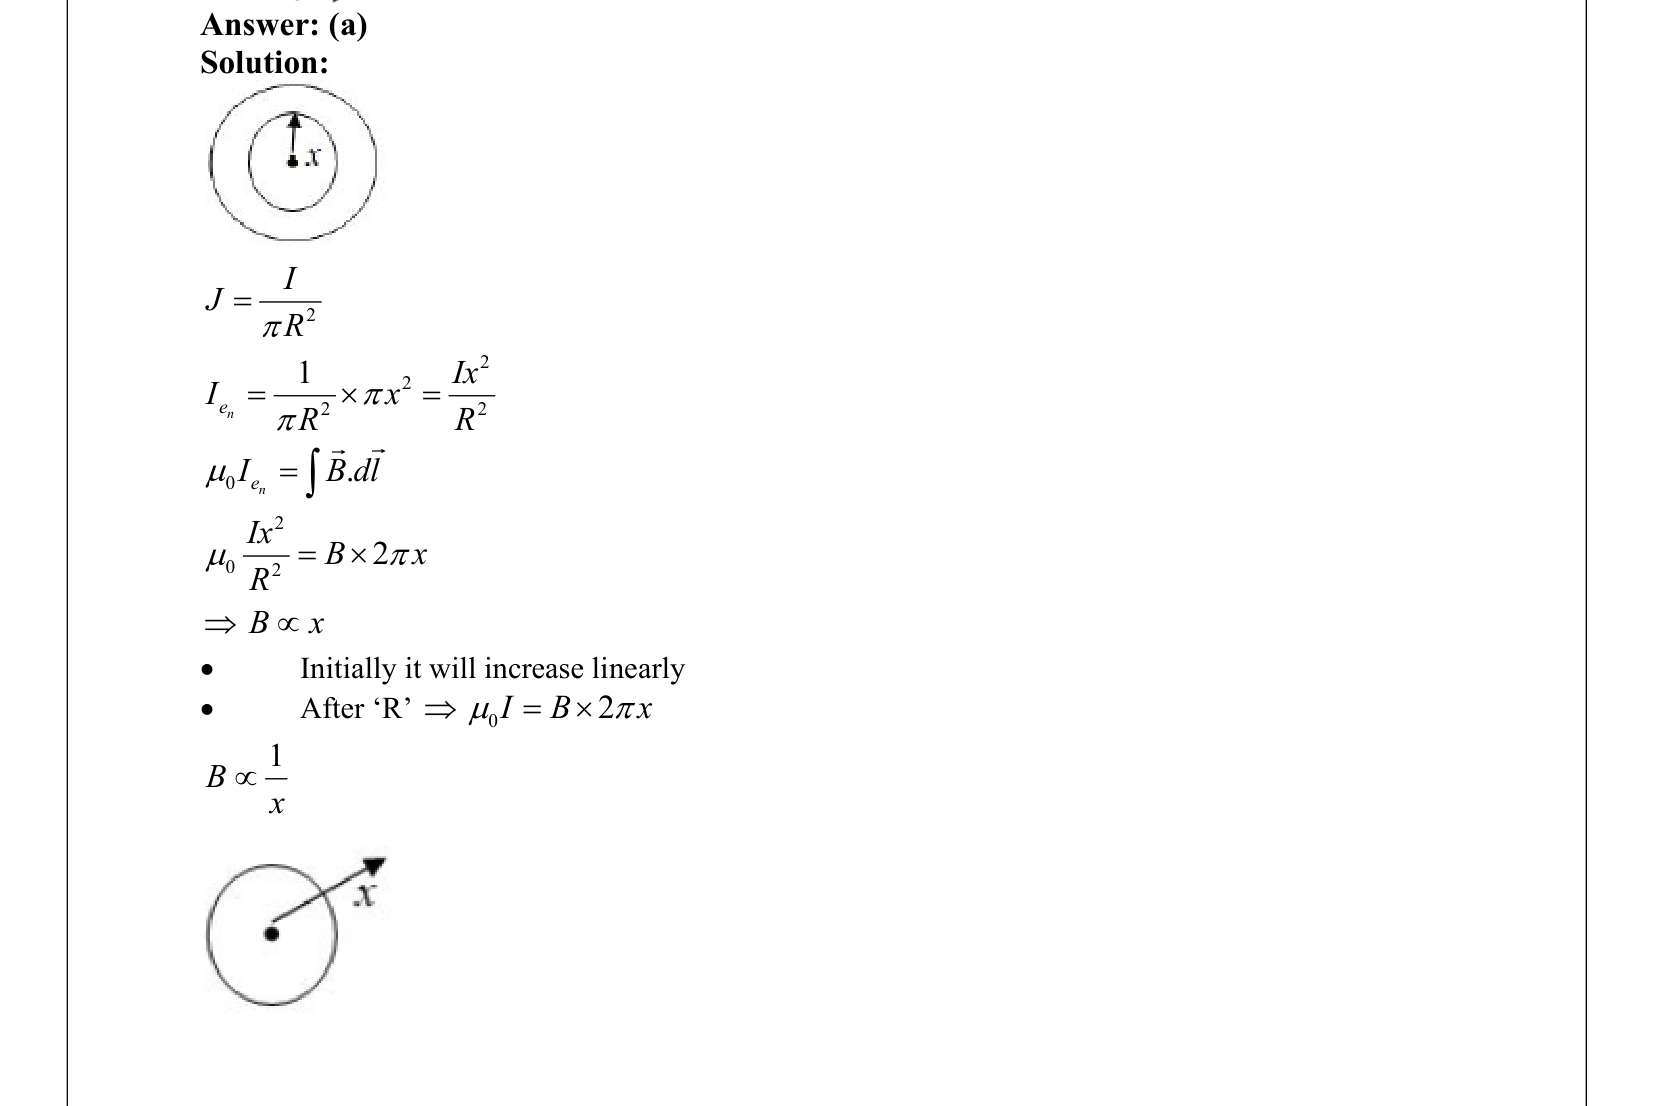 Answer: (a)
Solution:
x
J = I / πR²
I_{e_n} = 1 / πR² × πx² = Ix² / R²
μ₀I_{e_n} = ∫ B⃗.dl⃗
μ₀ Ix² / R² = B × 2πx
⇒ B ∝ x
• Initially it will increase linearly
• After ‘R’ ⇒ μ₀I = B × 2πx
B ∝ 1 / x
x